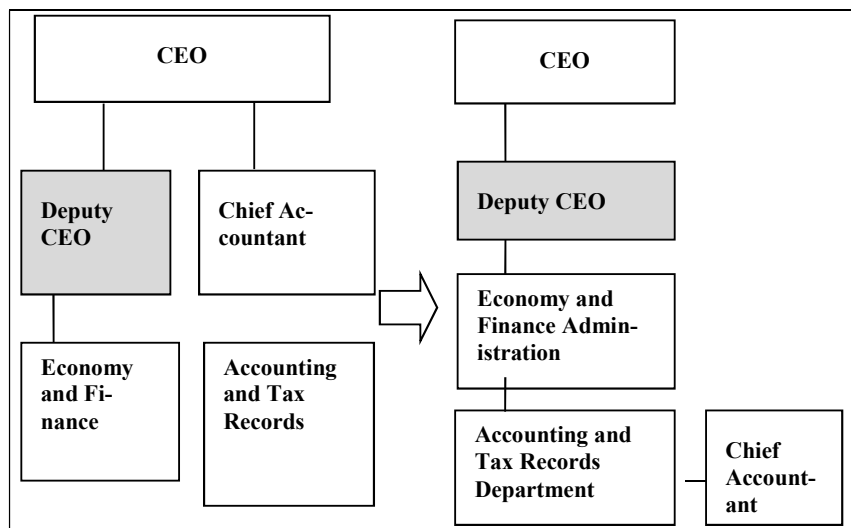 CEO
Deputy
CEO
Chief Ac-
countant
Economy
and Fi-
nance
Accounting
and Tax
Records
CEO
Deputy CEO
Economy and
Finance Admin-
istration
Accounting and
Tax Records
Department
Chief
Account-
ant